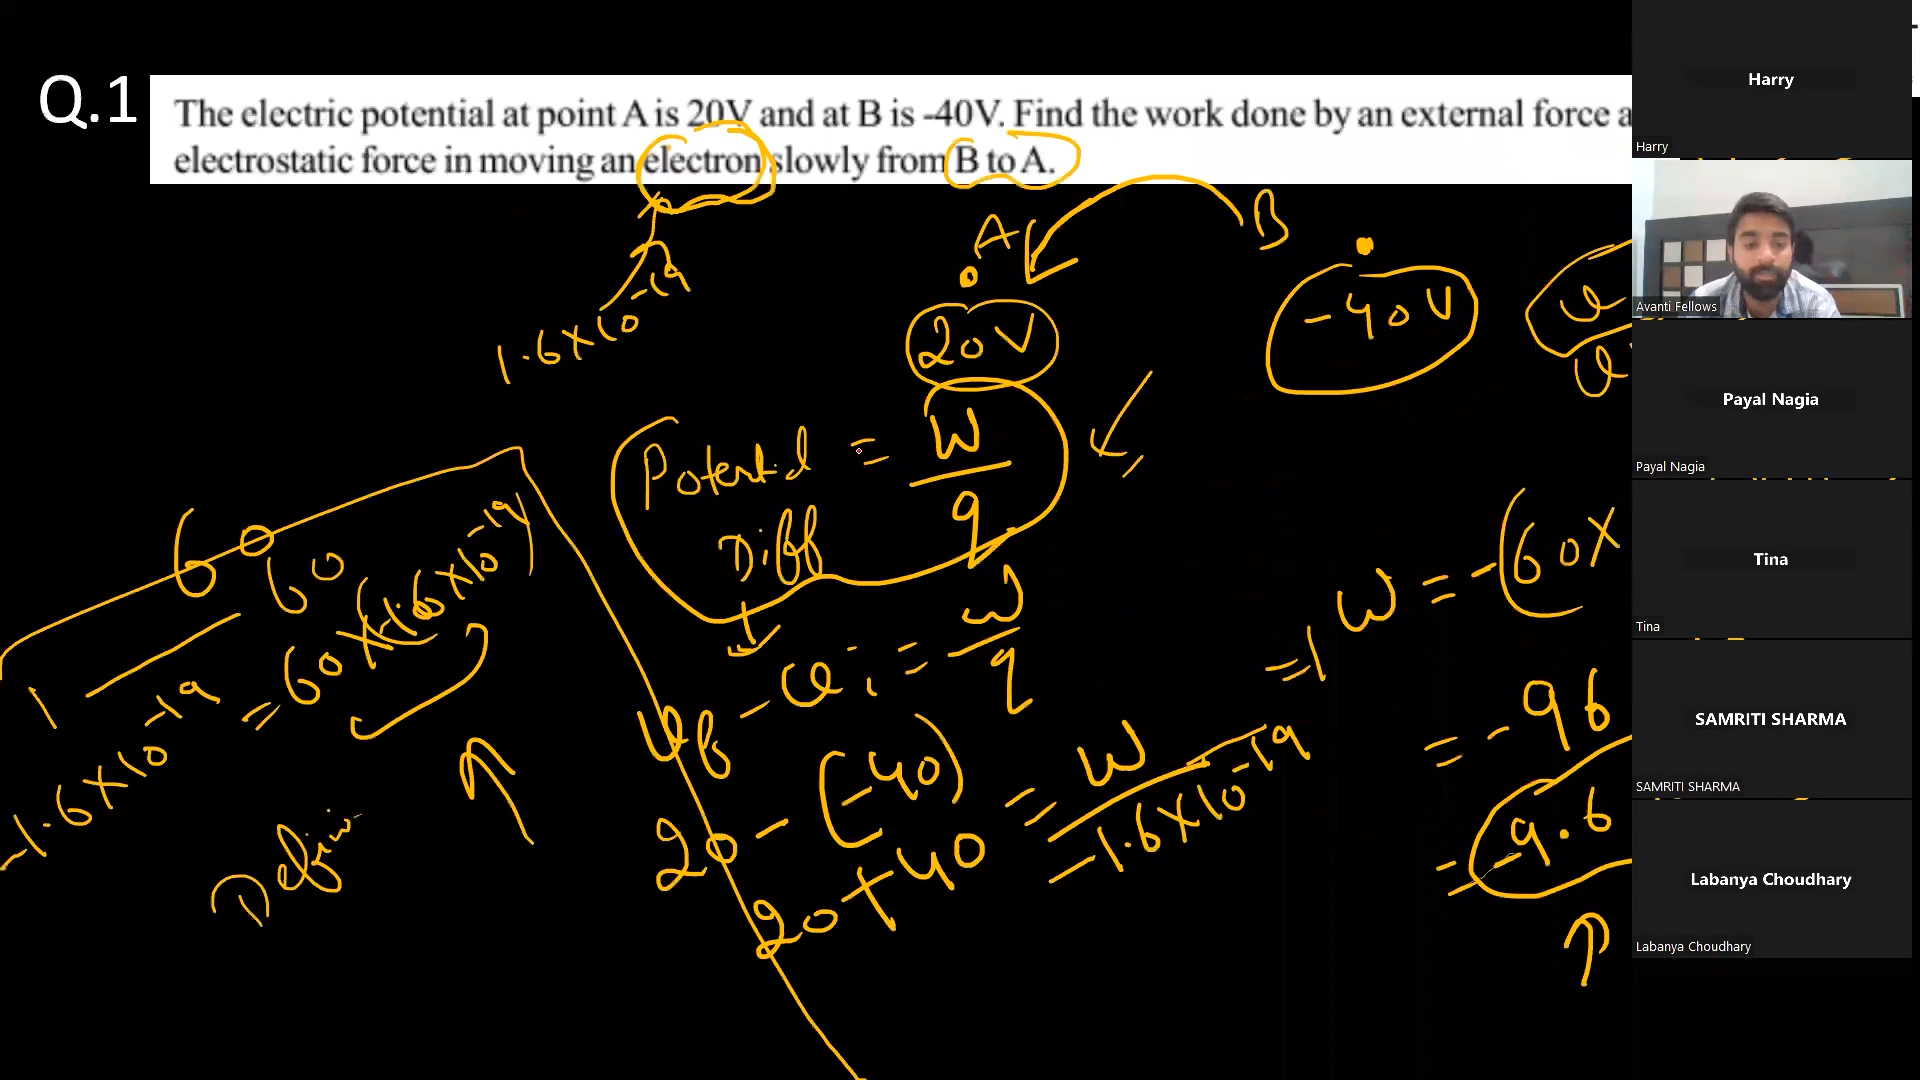 Q.1
The electric potential at point A is 20V and at B is -40V. Find the work done by an external force a
electrostatic force in moving an electron slowly from B to A.
1.6×10-19
A
B
20V
-40V
Potential = W
Diff q
vf - vi = W
q
20 - (-40) = W
20+40 -1.6×10-19
60
60
1
-1.6×10-19 = 60×(-1.60×10-19)
Defini
=) W = -(60×
= -96
= -9.6
Harry
Harry
Avanti Fellows
Payal Nagia
Payal Nagia
Tina
Tina
SAMRITI SHARMA
SAMRITI SHARMA
Labanya Choudhary
Labanya Choudhary